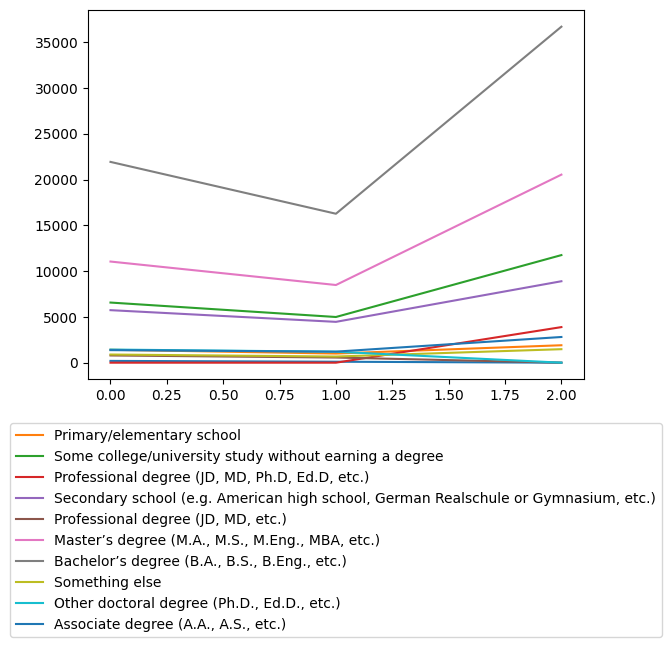 35000
30000
25000
20000
15000
10000
5000
0
0.00 0.25 0.50 0.75 1.00 1.25 1.50 1.75 2.00
Primary/elementary school
Some college/university study without earning a degree
Professional degree (JD, MD, Ph.D, Ed.D, etc.)
Secondary school (e.g. American high school, German Realschule or Gymnasium, etc.)
Professional degree (JD, MD, etc.)
Master’s degree (M.A., M.S., M.Eng., MBA, etc.)
Bachelor’s degree (B.A., B.S., B.Eng., etc.)
Something else
Other doctoral degree (Ph.D., Ed.D., etc.)
Associate degree (A.A., A.S., etc.)